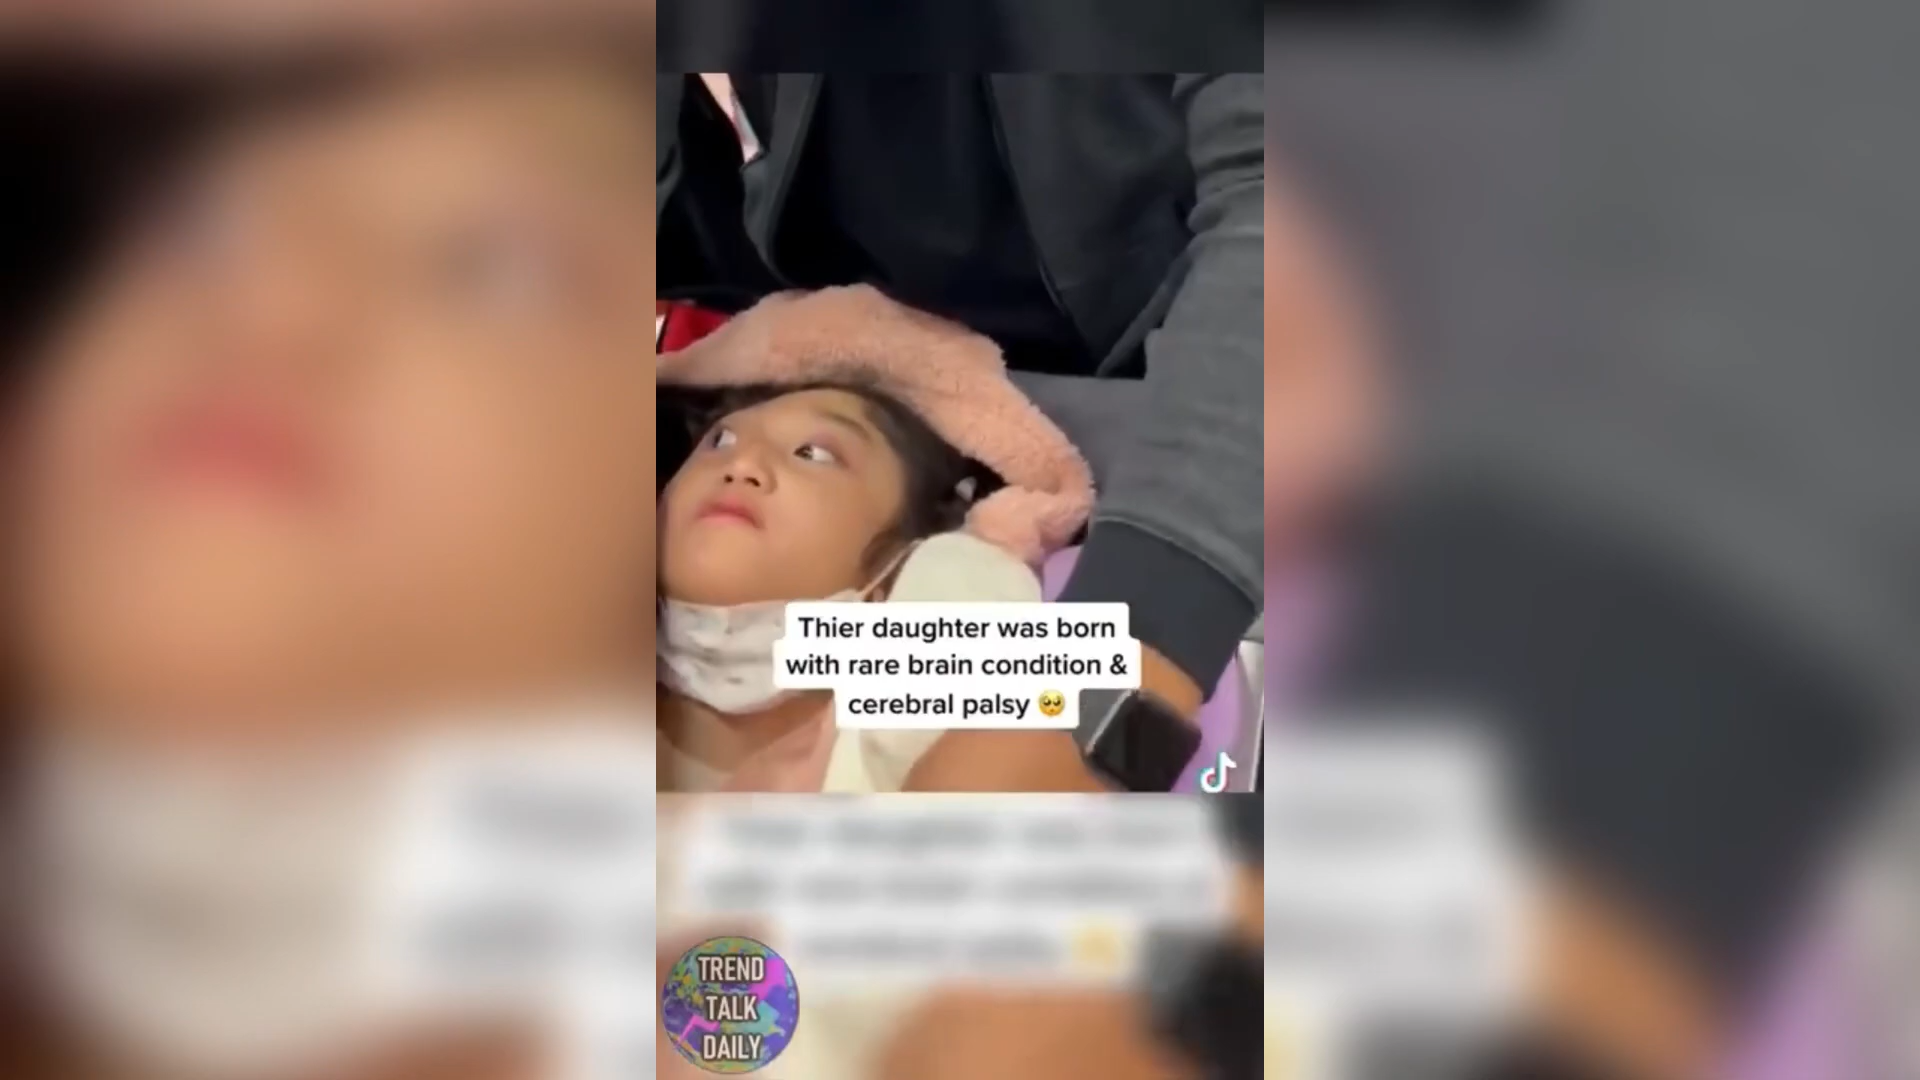 Thier daughter was born
with rare brain condition &
cerebral palsy 🥺
TREND
TALK
DAILY